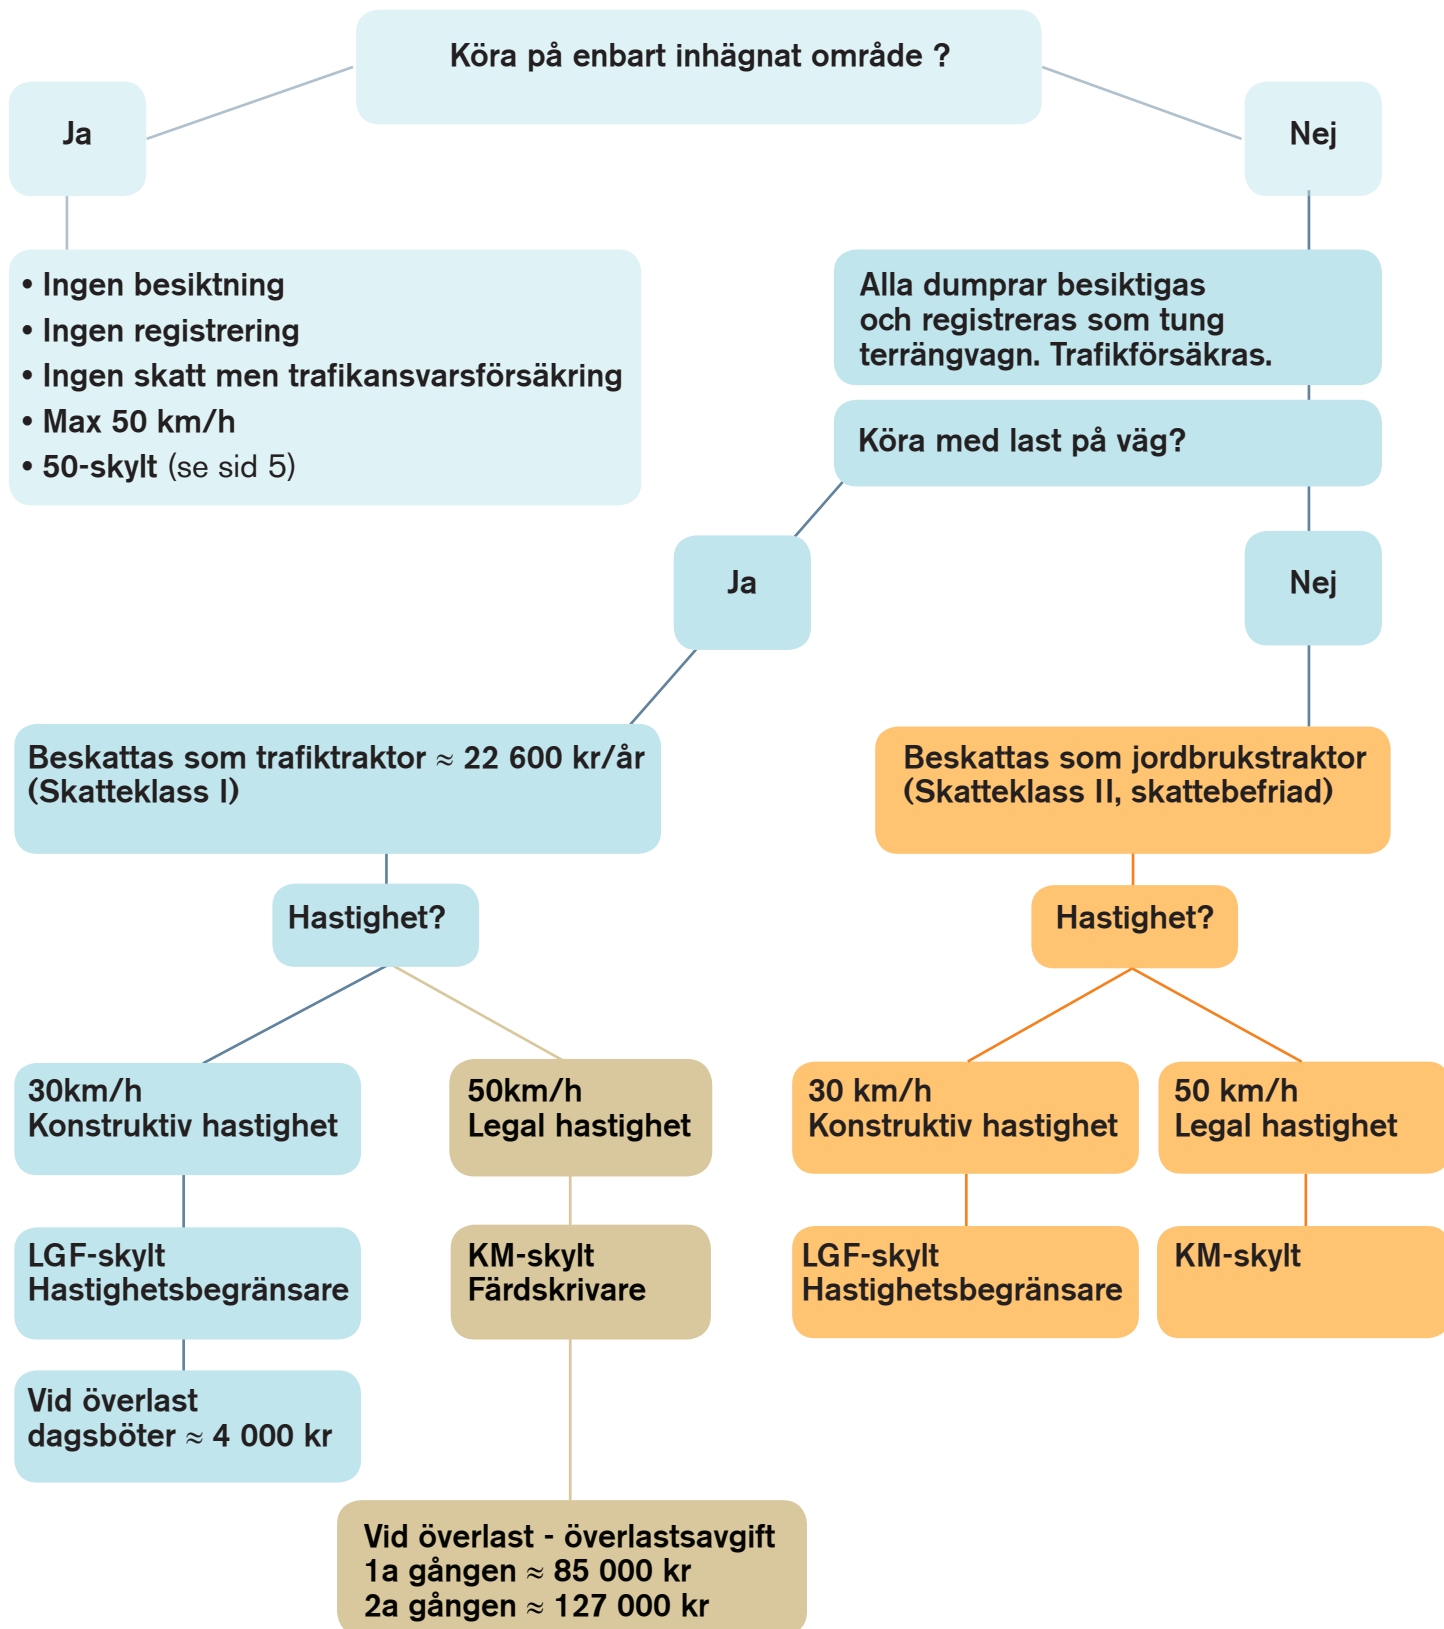 Köra på enbart inhägnat område ?
Ja
Nej
• Ingen besiktning
• Ingen registrering
• Ingen skatt men trafikansvarsförsäkring
• Max 50 km/h
• 50-skylt (se sid 5)
Alla dumprar besiktigas
och registreras som tung
terrängvagn. Trafikförsäkras.
Köra med last på väg?
Ja
Nej
Beskattas som trafiktraktor ≈ 22 600 kr/år
(Skatteklass I)
Beskattas som jordbrukstraktor
(Skatteklass II, skattebefriad)
Hastighet?
Hastighet?
30km/h
Konstruktiv hastighet
50km/h
Legal hastighet
30 km/h
Konstruktiv hastighet
50 km/h
Legal hastighet
LGF-skylt
Hastighetsbegränsare
KM-skylt
Färdskrivare
LGF-skylt
Hastighetsbegränsare
KM-skylt
Vid överlast
dagsböter ≈ 4 000 kr
Vid överlast - överlastsavgift
1a gången ≈ 85 000 kr
2a gången ≈ 127 000 kr